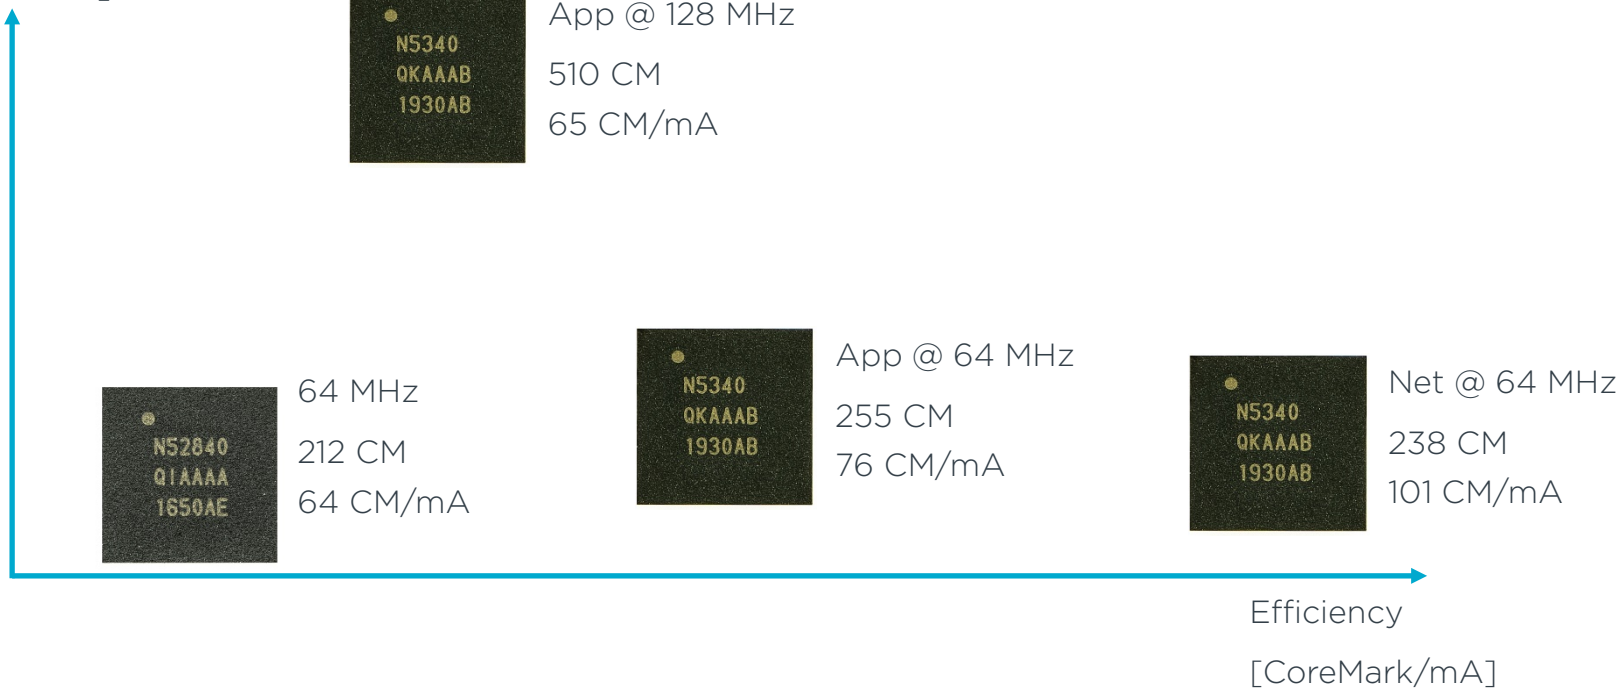 App @ 128 MHz
510 CM
65 CM/mA
N5340
QKAAAB
1930AB
64 MHz
212 CM
64 CM/mA
N52840
QIAAAA
1650AE
App @ 64 MHz
255 CM
76 CM/mA
N5340
QKAAAB
1930AB
Net @ 64 MHz
238 CM
101 CM/mA
N5340
QKAAAB
1930AB
Efficiency
[CoreMark/mA]